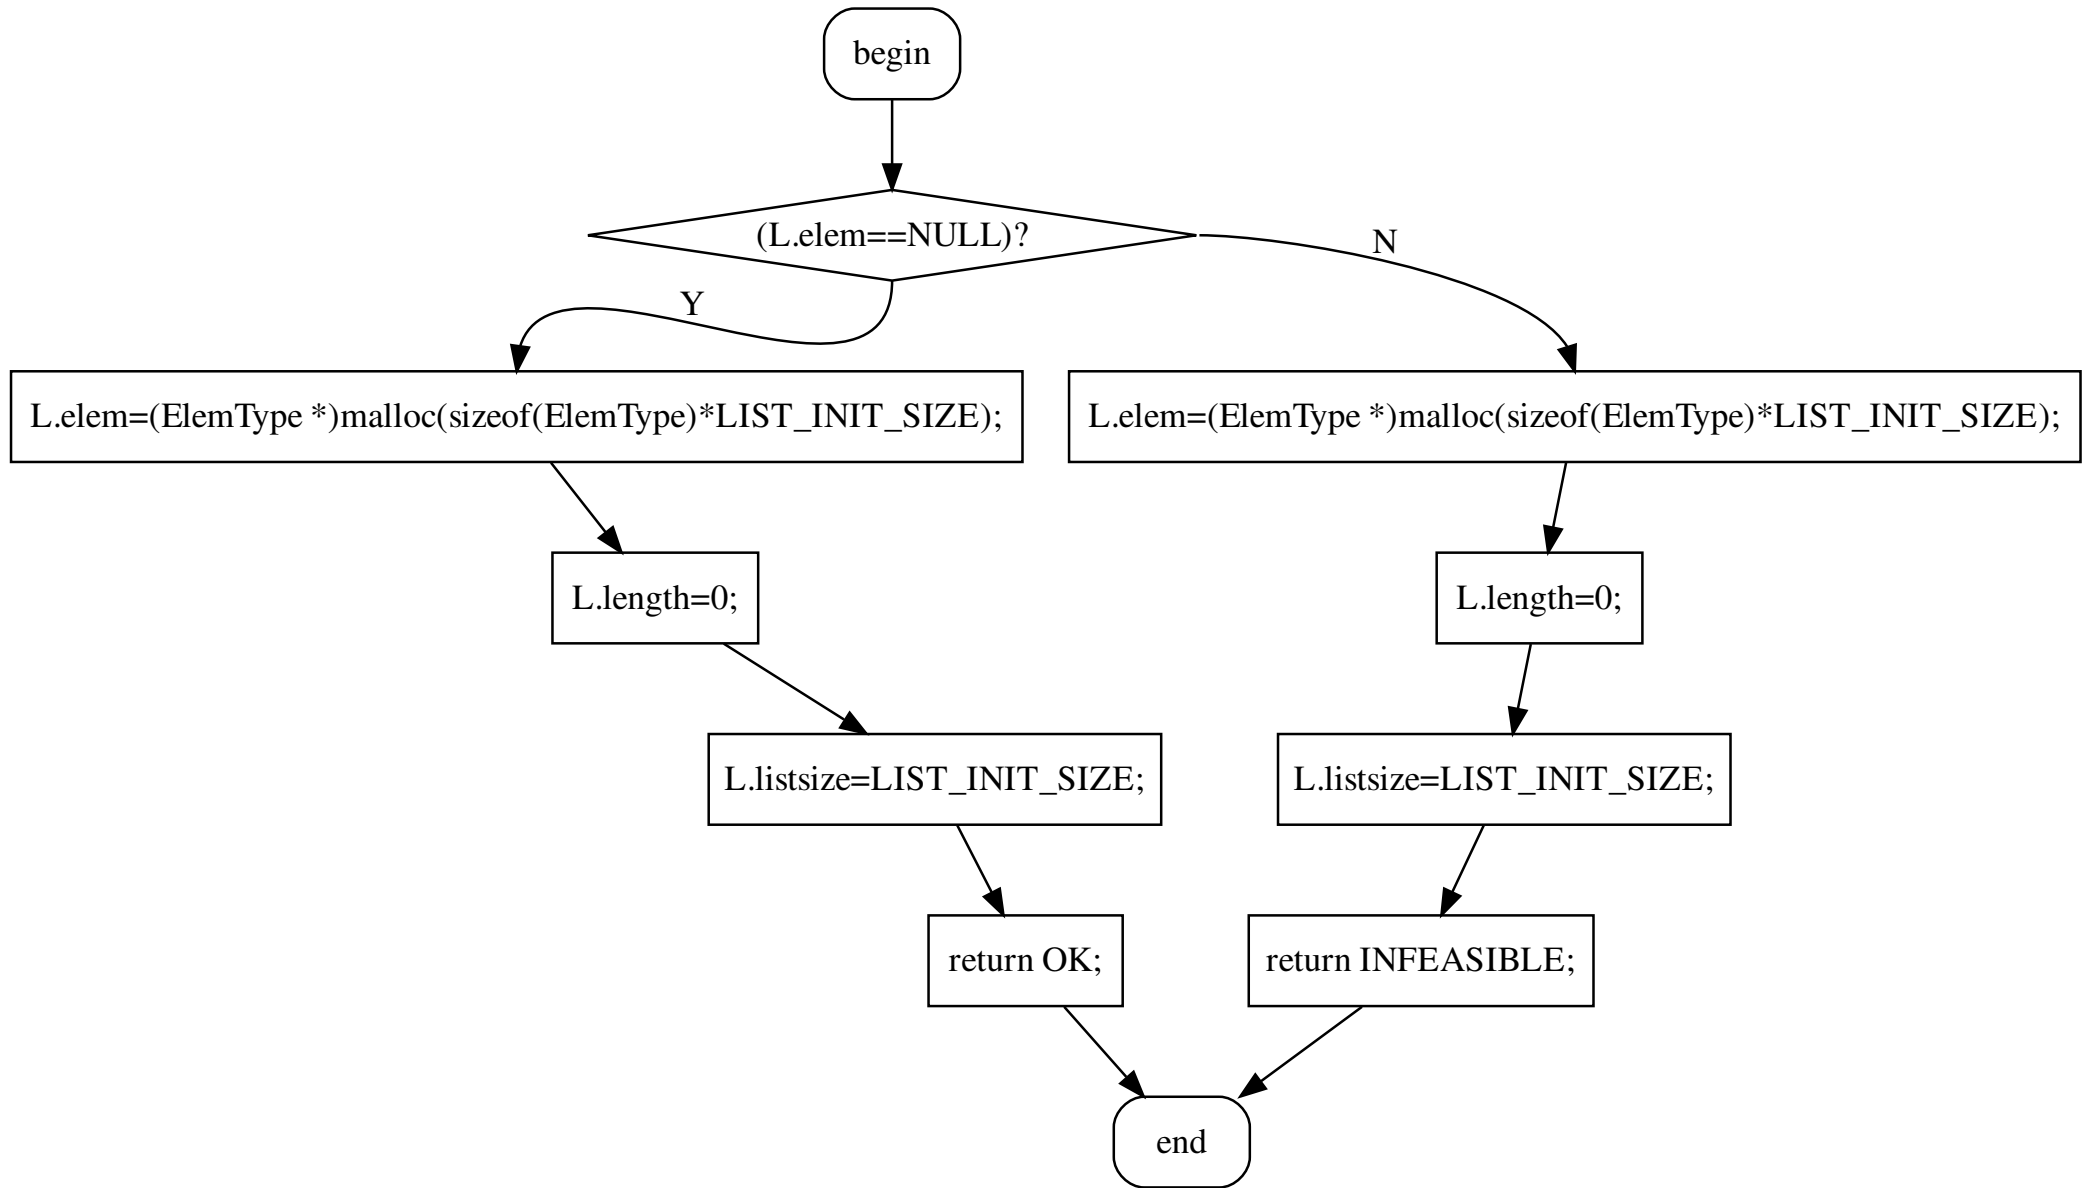 begin
(L.elem==NULL)?
N
Y
L.elem=(ElemType *)malloc(sizeof(ElemType)*LIST_INIT_SIZE);
L.elem=(ElemType *)malloc(sizeof(ElemType)*LIST_INIT_SIZE);
L.length=0;
L.length=0;
L.listsize=LIST_INIT_SIZE;
L.listsize=LIST_INIT_SIZE;
return OK;
return INFEASIBLE;
end